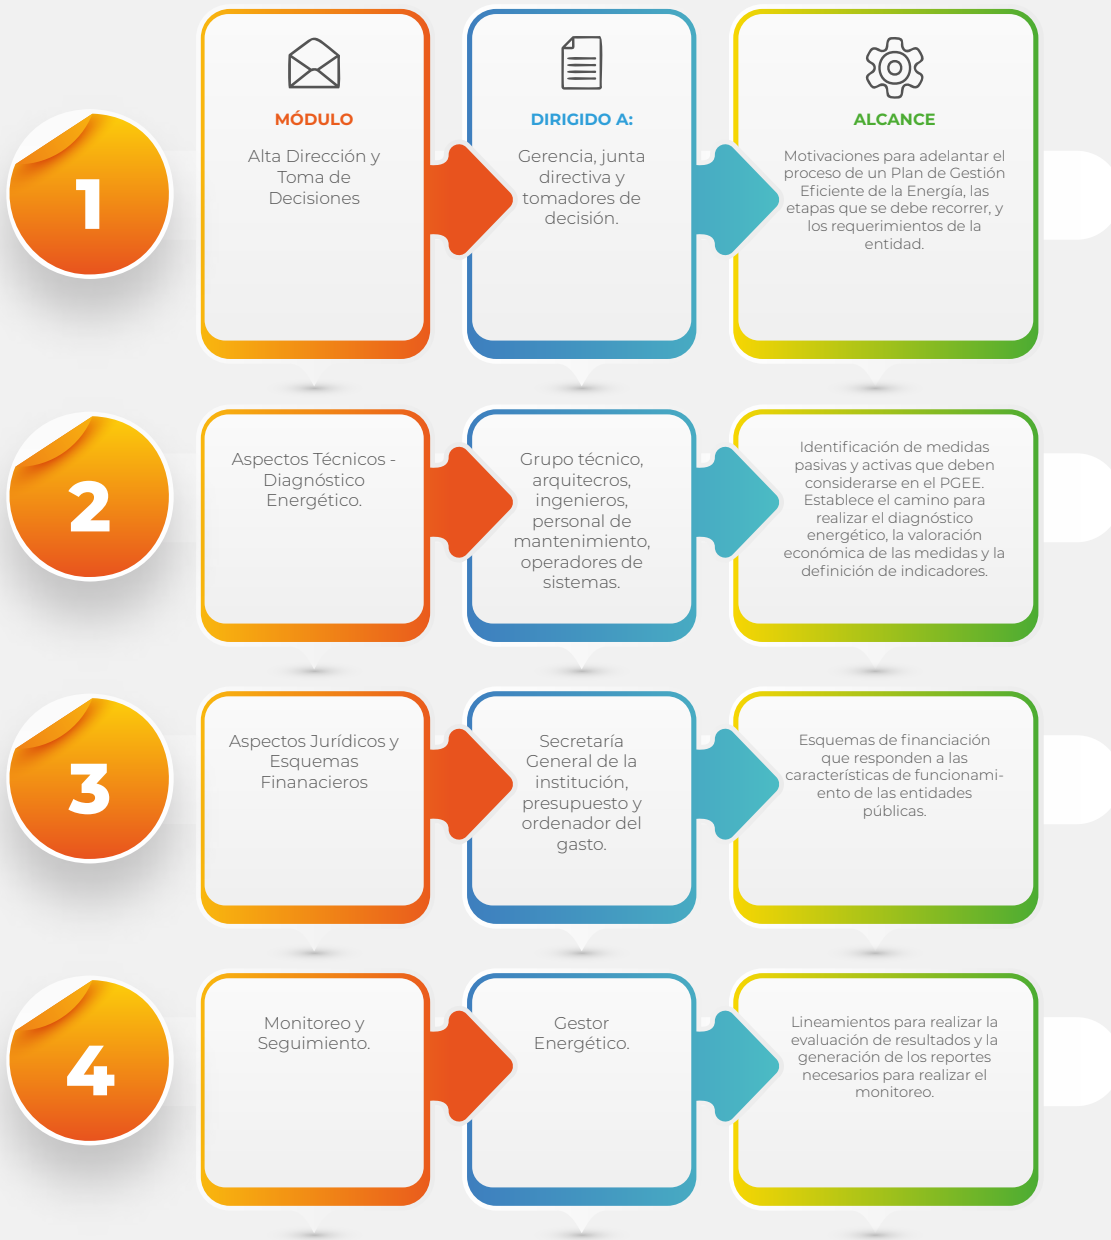 1
MÓDULO
Alta Dirección y
Toma de
Decisiones
DIRIGIDO A:
Gerencia, junta
directiva y
tomadores de
decisión.
ALCANCE
Motivaciones para adelantar el
proceso de un Plan de Gestión
Eficiente de la Energía, las
etapas que se debe recorrer, y
los requerimientos de la
entidad.
2
Aspectos Técnicos -
Diagnóstico
Energético.
Grupo técnico,
arquitecros,
ingenieros,
personal de
mantenimiento,
operadores de
sistemas.
Identificación de medidas
pasivas y activas que deben
considerarse en el PGEE.
Establece el camino para
realizar el diagnóstico
energético, la valoración
económica de las medidas y la
definición de indicadores.
3
Aspectos Jurídicos y
Esquemas
Finanacieros
Secretaría
General de la
institución,
presupuesto y
ordenador del
gasto.
Esquemas de financiación
que responden a las
características de funcionami-
ento de las entidades
públicas.
4
Monitoreo y
Seguimiento.
Gestor
Energético.
Lineamientos para realizar la
evaluación de resultados y la
generación de los reportes
necesarios para realizar el
monitoreo.